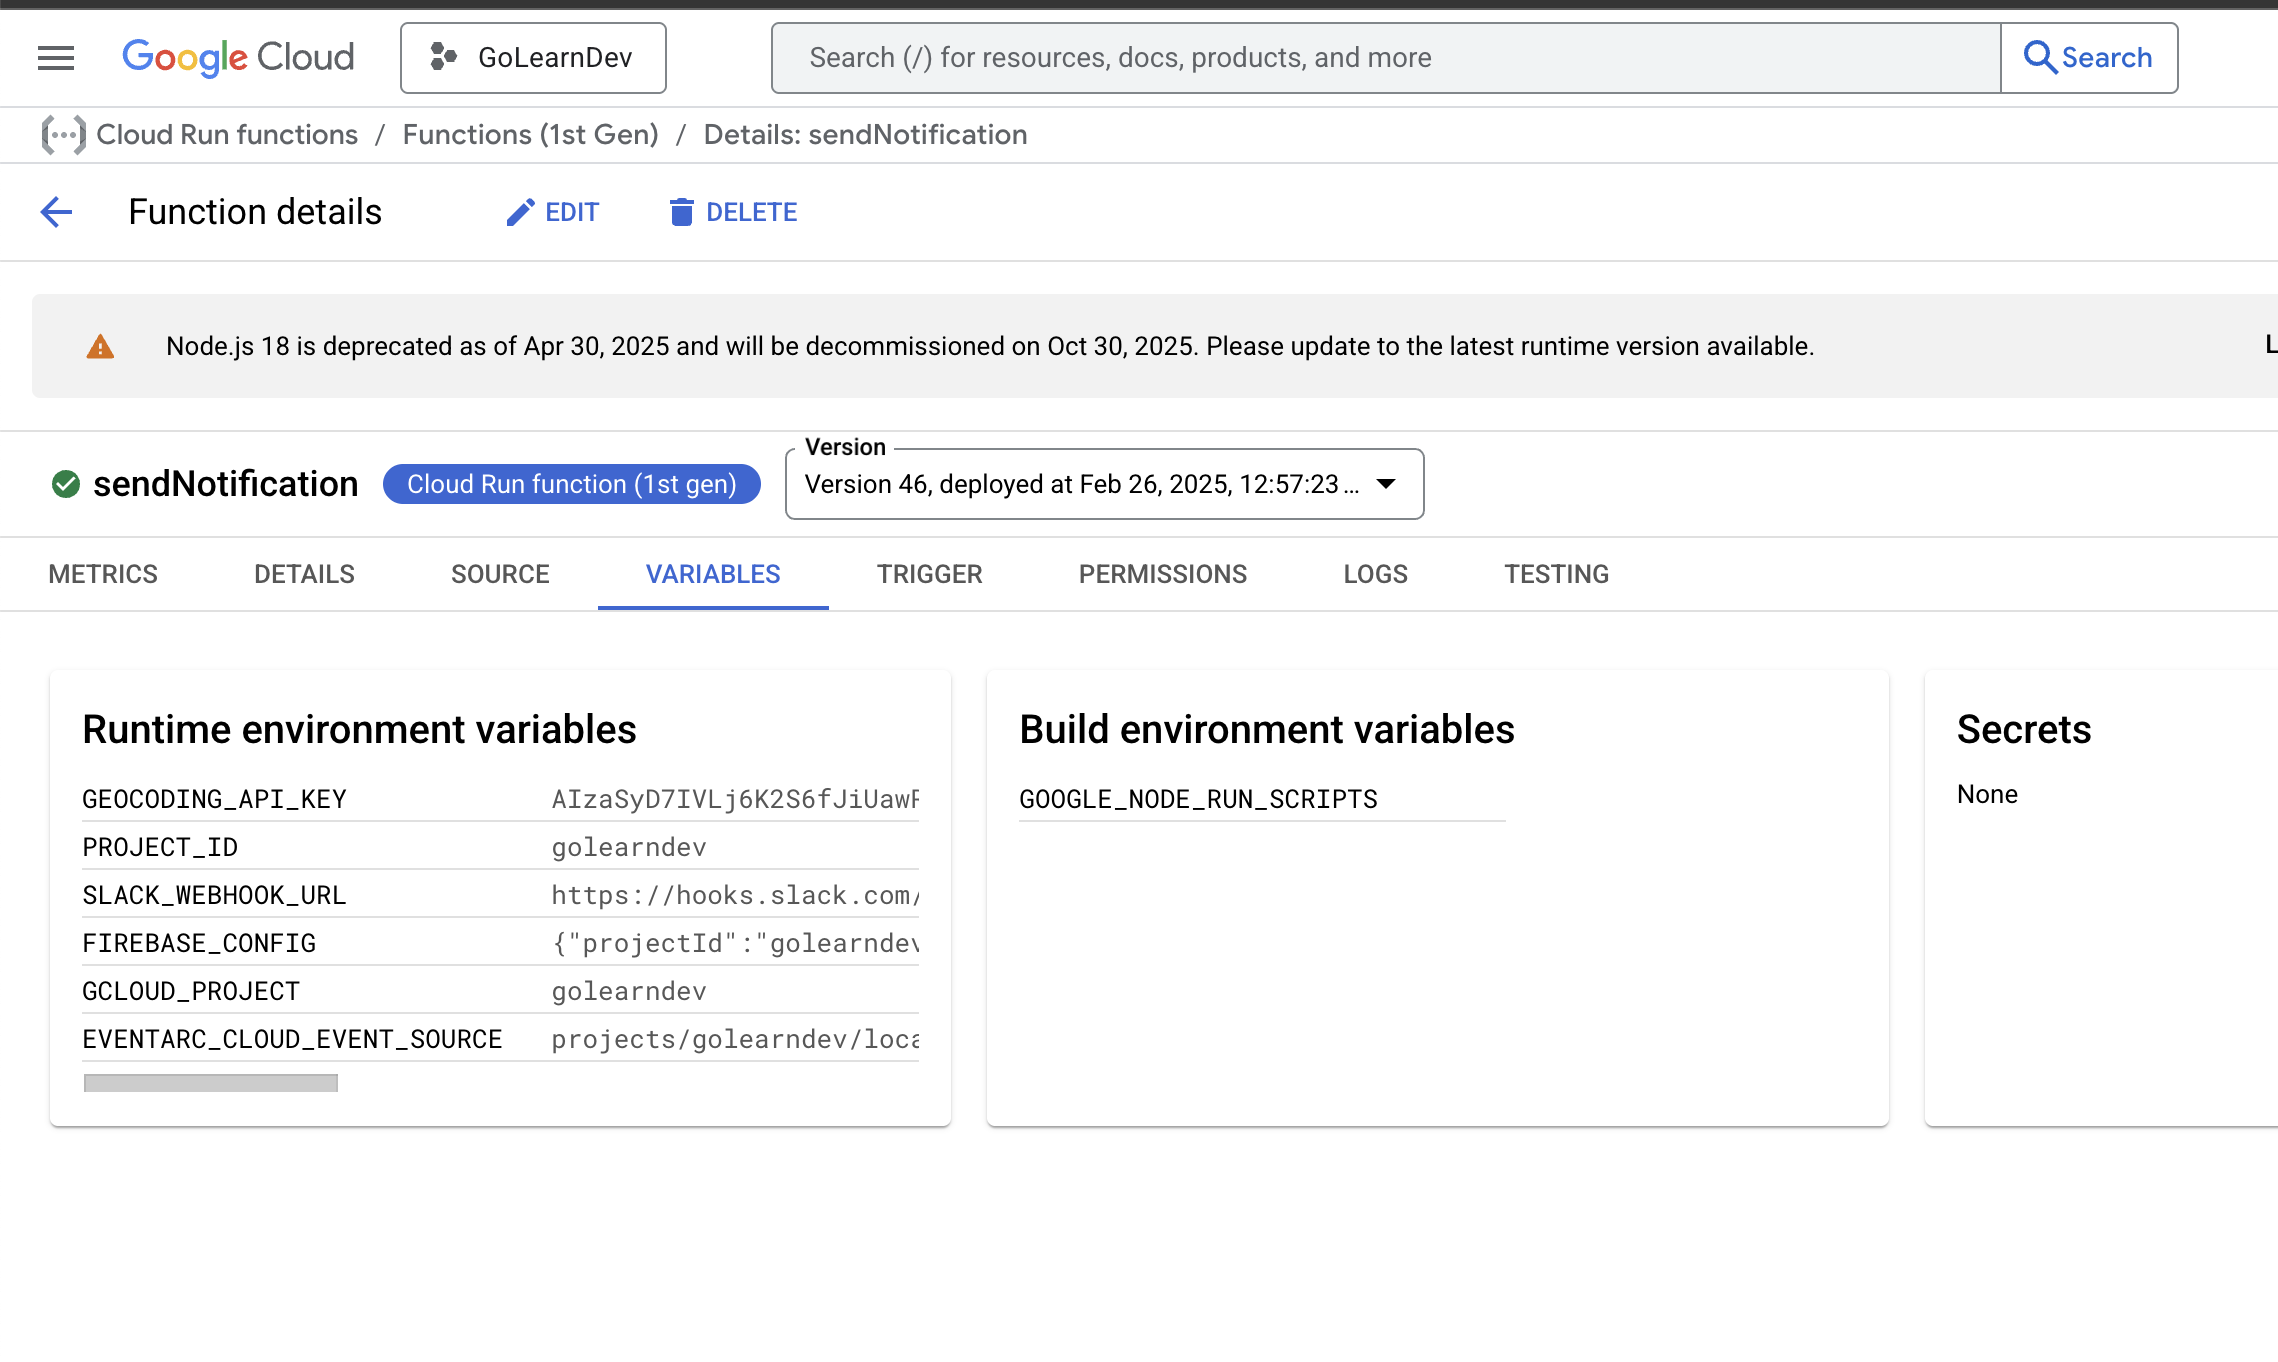 Google Cloud
GoLearnDev
Search (/) for resources, docs, products, and more
Search
Cloud Run functions / Functions (1st Gen) / Details: sendNotification
Function details
EDIT
DELETE
Node.js 18 is deprecated as of Apr 30, 2025 and will be decommissioned on Oct 30, 2025. Please update to the latest runtime version available.
L
sendNotification
Cloud Run function (1st gen)
Version
Version 46, deployed at Feb 26, 2025, 12:57:23 ...
METRICS
DETAILS
SOURCE
VARIABLES
TRIGGER
PERMISSIONS
LOGS
TESTING
Runtime environment variables
GEOCODING_API_KEY AIzaSyD7IVLj6K2S6fJiUaw
PROJECT_ID golearndev
SLACK_WEBHOOK_URL https://hooks.slack.com/
FIREBASE_CONFIG {"projectId":"golearndev
GCLOUD_PROJECT golearndev
EVENTARC_CLOUD_EVENT_SOURCE projects/golearndev/loca
Build environment variables
GOOGLE_NODE_RUN_SCRIPTS
Secrets
None